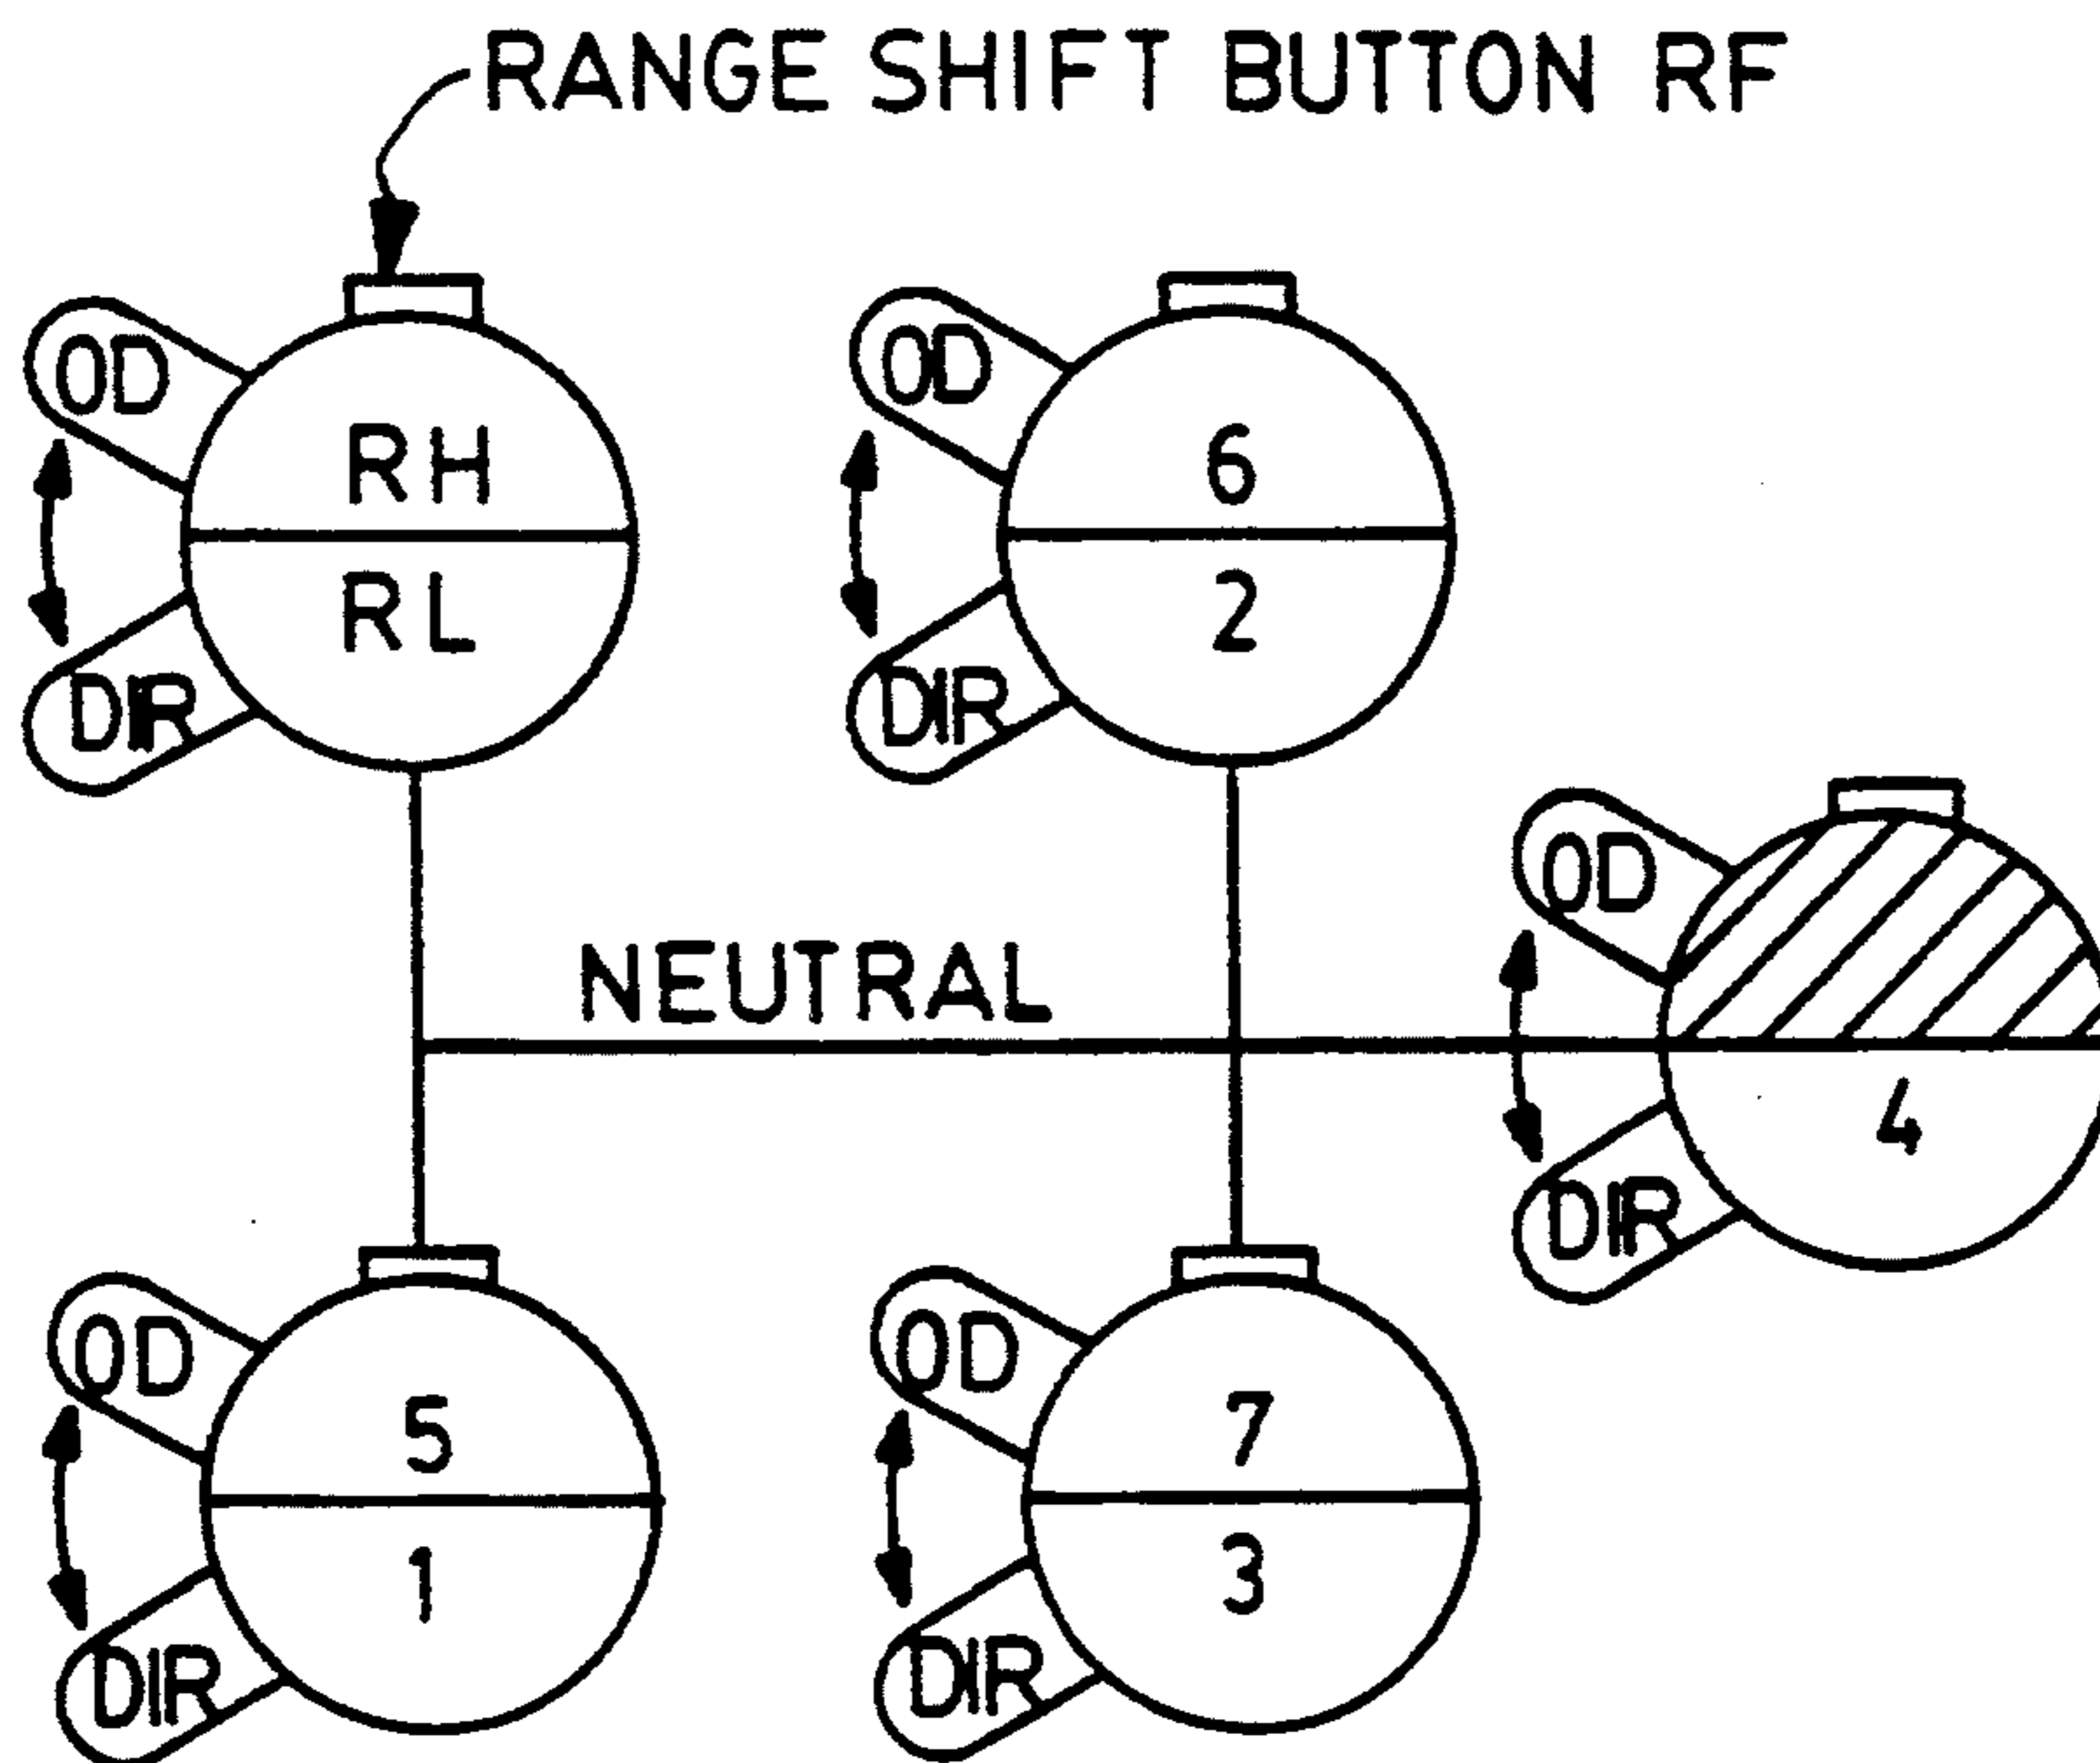 RANGE SHIFT BUTTON RF
OD
RH
RL
DIR
OD
6
2
DIR
OD
4
DIR
NEUTRAL
OD
5
1
DIR
OD
7
3
DIR